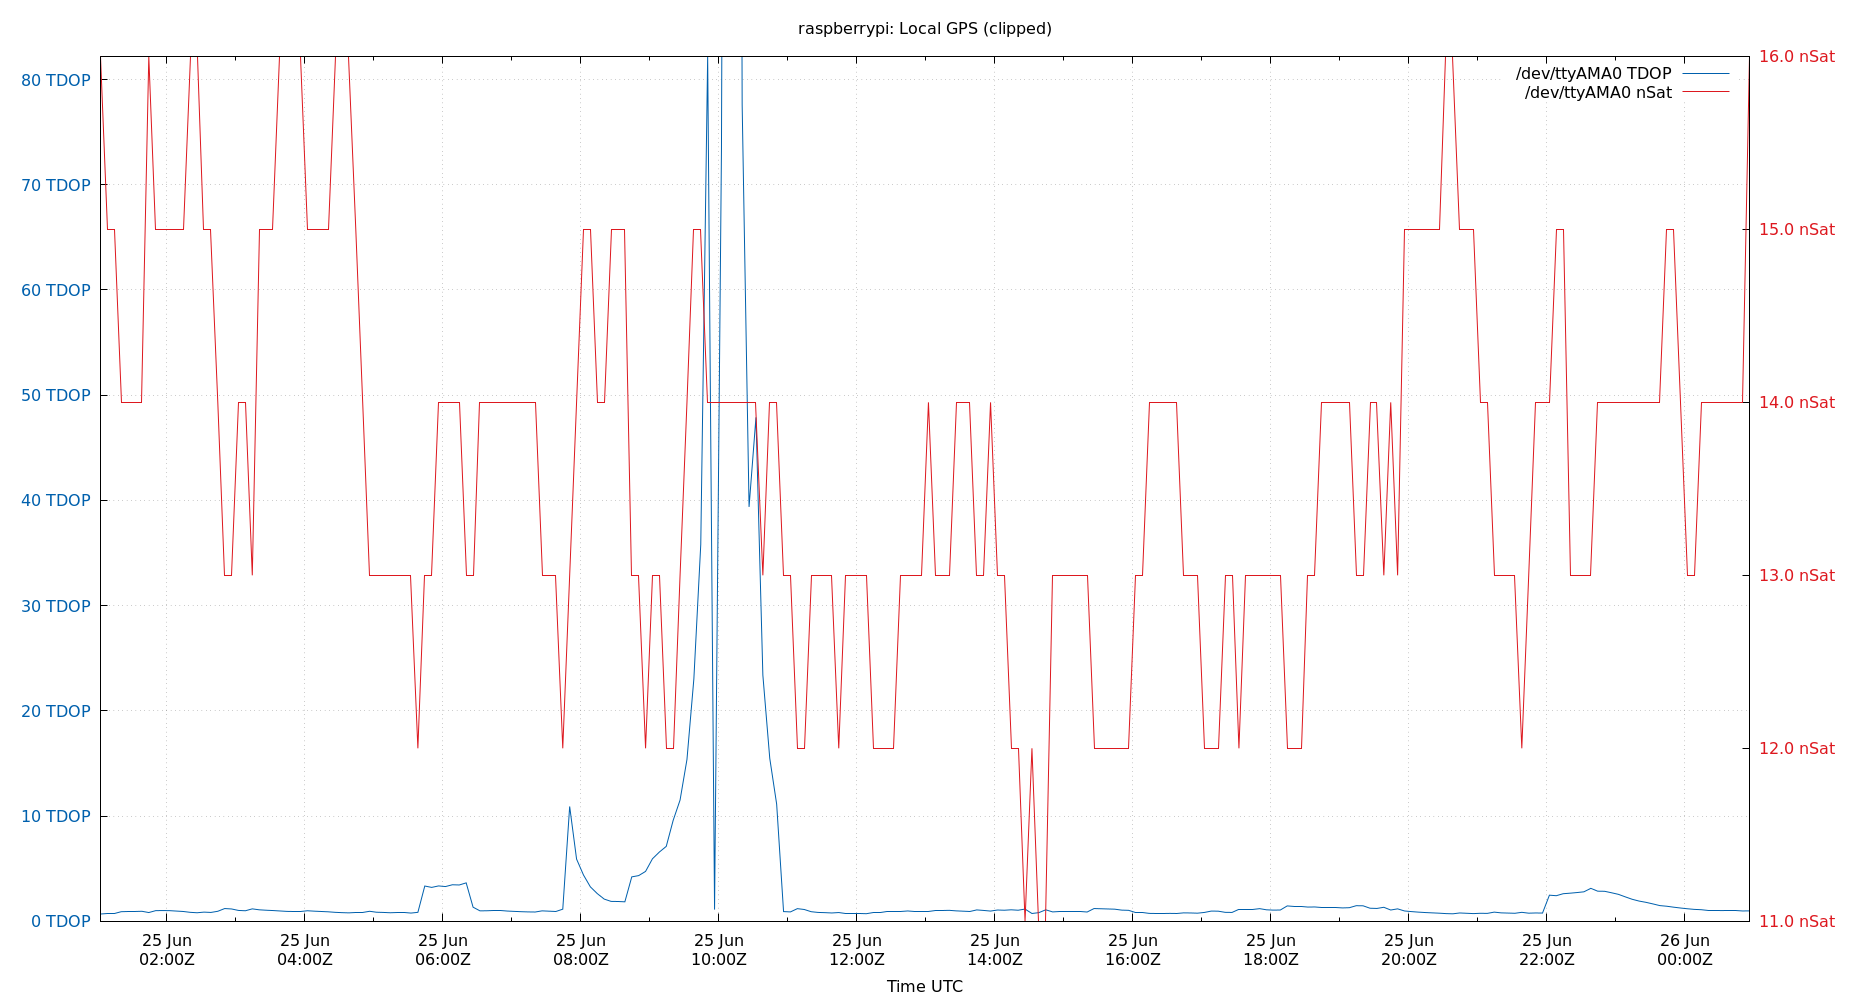 raspberrypi: Local GPS (clipped)
/dev/ttyAMA0 TDOP
/dev/ttyAMA0 nSat
80 TDOP
70 TDOP
60 TDOP
50 TDOP
40 TDOP
30 TDOP
20 TDOP
10 TDOP
0 TDOP
16.0 nSat
15.0 nSat
14.0 nSat
13.0 nSat
12.0 nSat
11.0 nSat
25 Jun 25 Jun 25 Jun 25 Jun 25 Jun 25 Jun 25 Jun 25 Jun 25 Jun 25 Jun 25 Jun 26 Jun
02:00Z 04:00Z 06:00Z 08:00Z 10:00Z 12:00Z 14:00Z 16:00Z 18:00Z 20:00Z 22:00Z 00:00Z
Time UTC